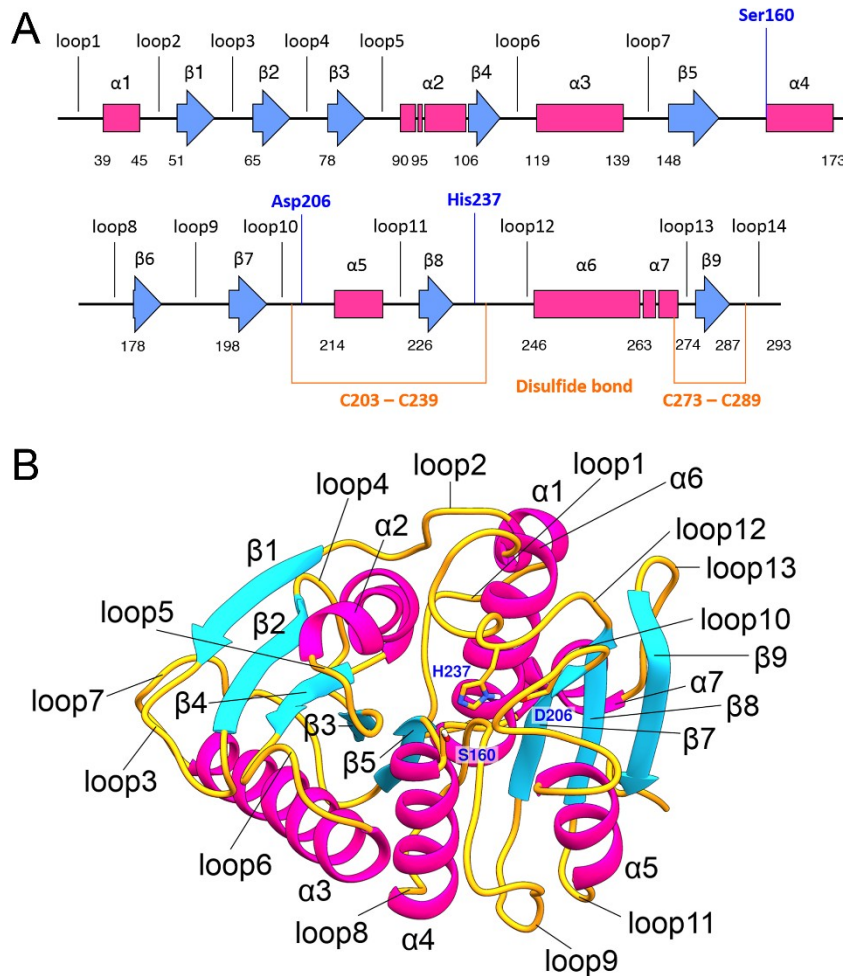 A
Ser160
loop1 loop2 loop3 loop4 loop5 loop6 loop7
α1 β1 β2 β3 α2 β4 α3 β5 α4
39 45 51 65 78 90 95 106 119 139 148 173
Asp206 His237
loop8 loop9 loop10 loop11 loop12 loop13 loop14
β6 β7 α5 β8 α6 α7 β9
178 198 214 226 246 263 274 287 293
C203 – C239 Disulfide bond C273 – C289
B
loop2 α1 loop1
loop4 α6
α2 loop12
β1 loop13
loop5 β2 loop10
β9
H237
loop7 β4 α7
D206 β8
β3
β5 β7
S160
loop3
loop6 α5
α3
loop8 α4 loop11
loop9